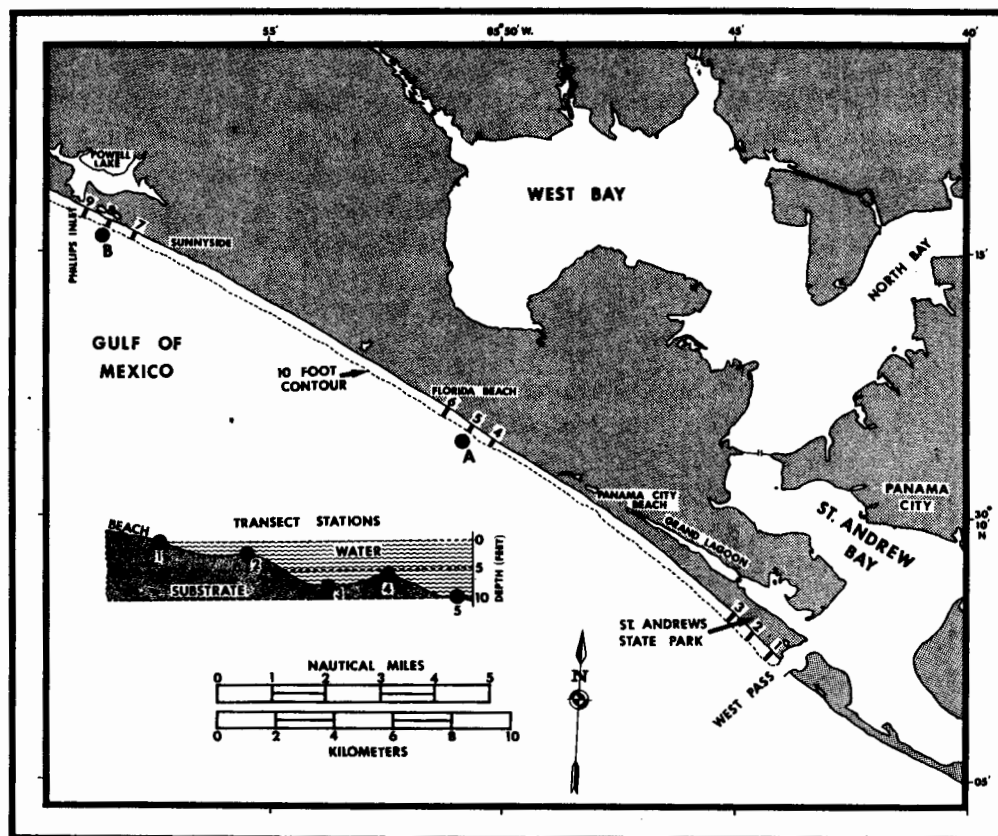 55'
85° 50' W.
45'
40'
POWELL
LAKE
WEST BAY
9
8
7
PHILLIPS INLET
B
SUNNYSIDE
NORTH BAY
15'
GULF OF
MEXICO
10 FOOT
CONTOUR
FLORIDA BEACH
6
5
4
A
PANAMA CITY
BEACH
GRAND LAGOON
PANAMA
CITY
ST. ANDREW
BAY
30°
10'
N
TRANSECT STATIONS
BEACH
WATER
SUBSTRATE
1
2
3
4
5
0
5
10
DEPTH (FEET)
3
2
1
ST. ANDREWS
STATE PARK
WEST PASS
NAUTICAL MILES
0 1 2 3 4 5
0 2 4 6 8 10
KILOMETERS
N
05'